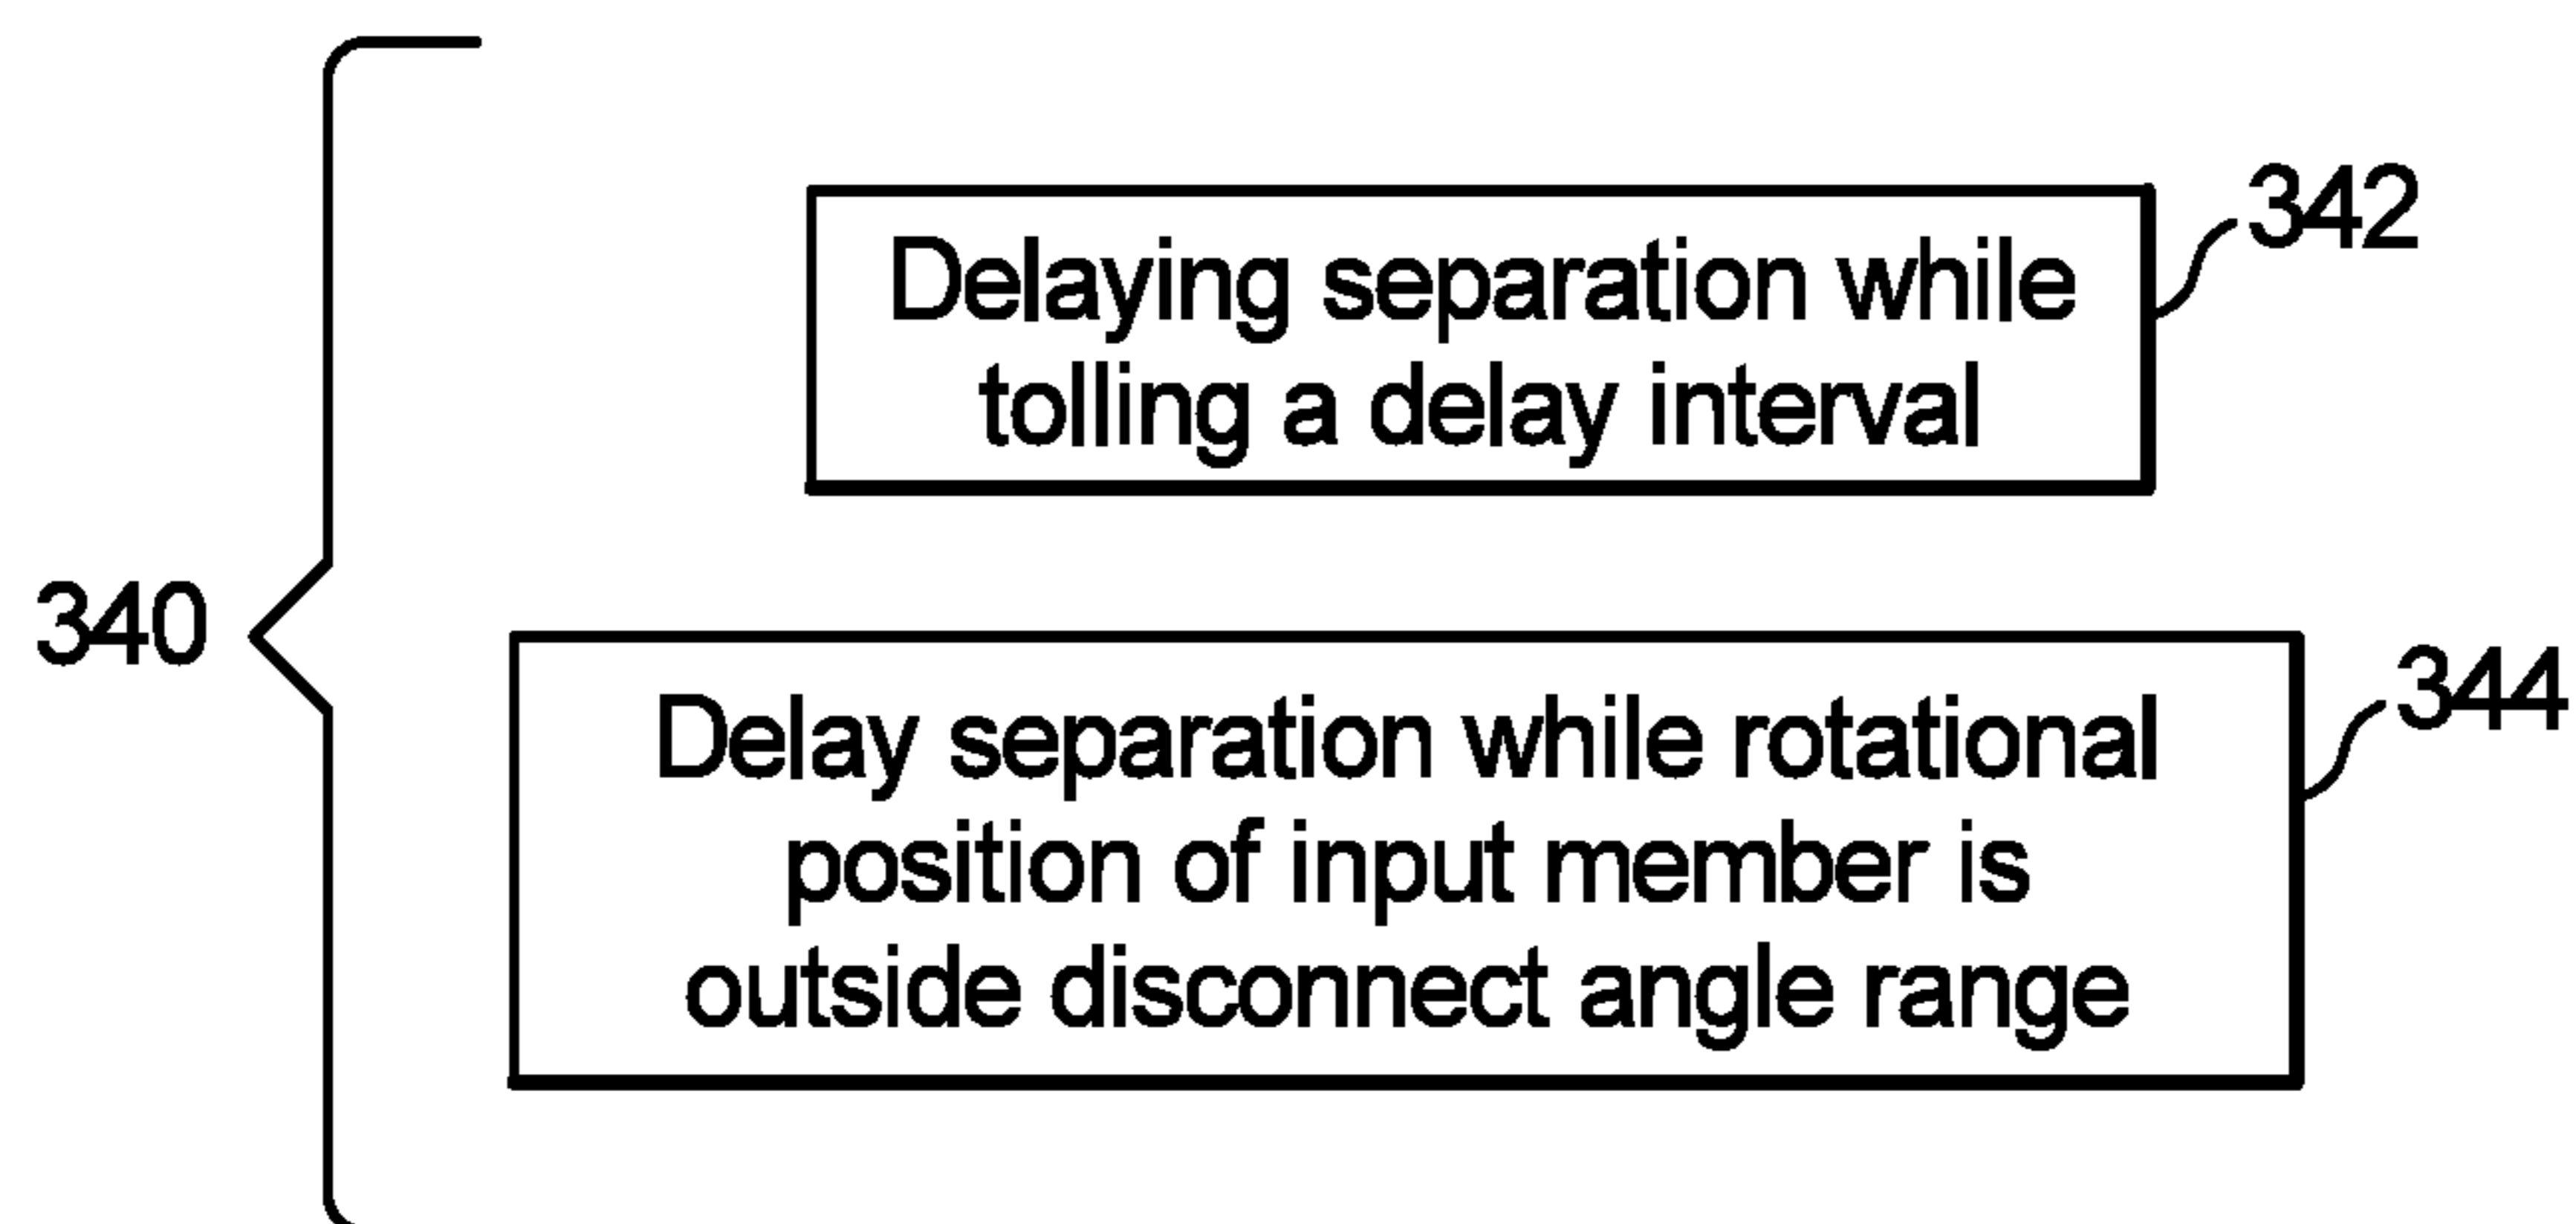 342
Delaying separation while
tolling a delay interval
340
344
Delay separation while rotational
position of input member is
outside disconnect angle range